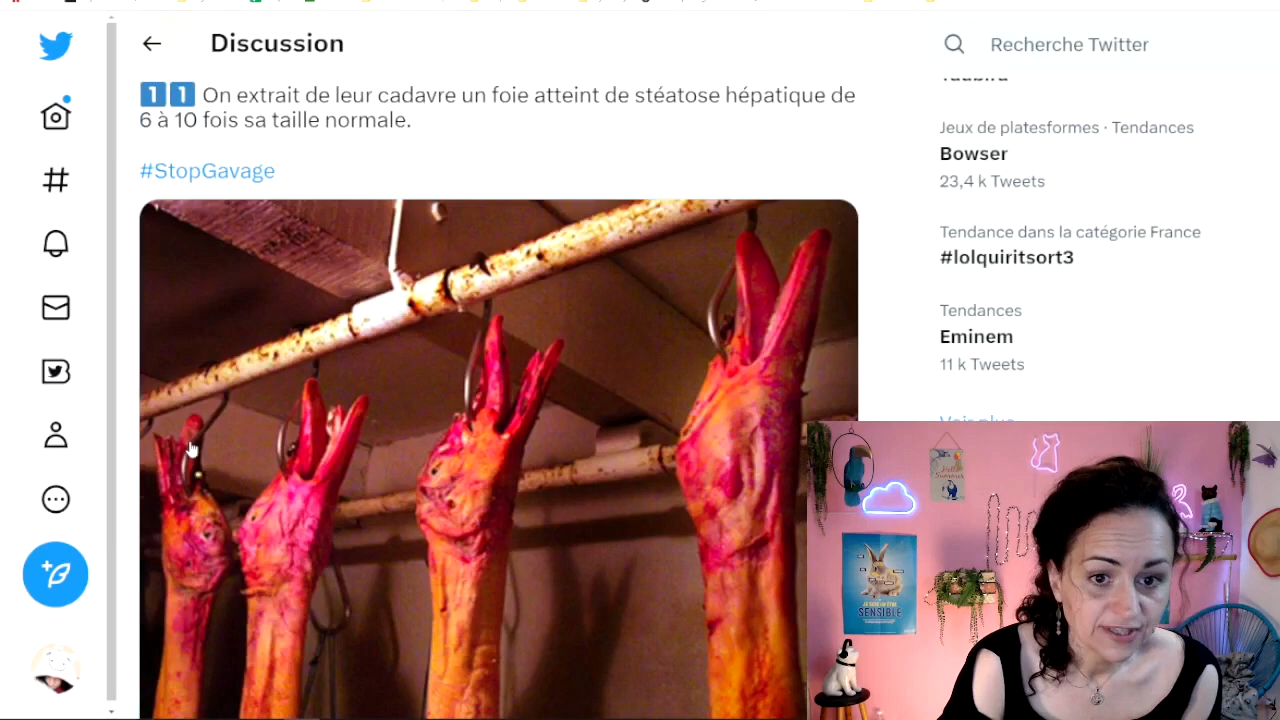 Discussion
1 1 On extrait de leur cadavre un foie atteint de stéatose hépatique de
6 à 10 fois sa taille normale.
#StopGavage
Recherche Twitter
Jeux de platesformes · Tendances
Bowser
23,4 k Tweets
Tendance dans la catégorie France
#lolquiritsort3
Tendances
Eminem
11 k Tweets
SENSIBLE